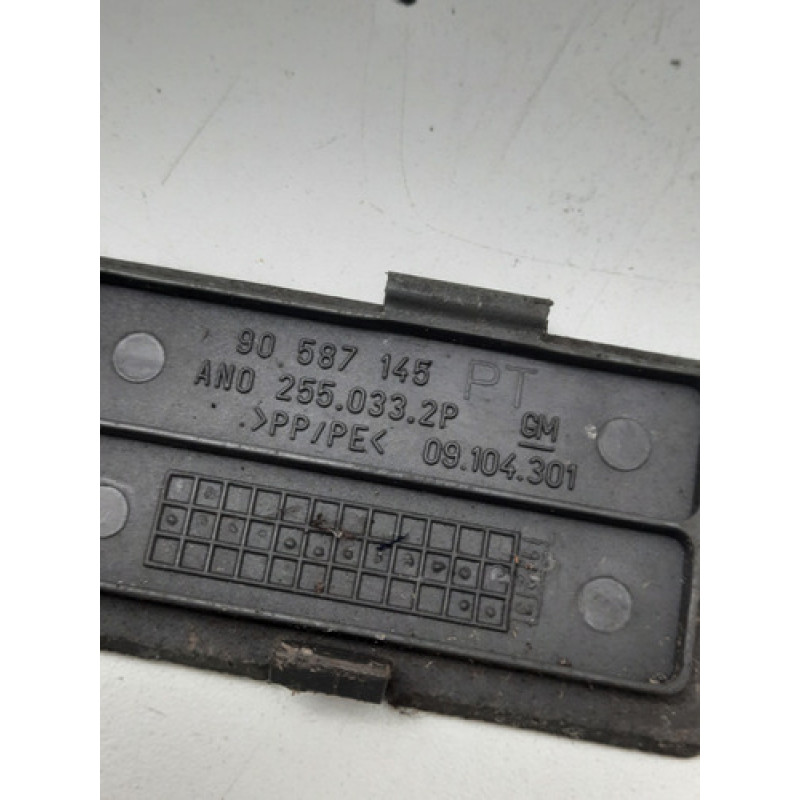 90 587 145 PT
ANO 255.033.2P GM
>PP/PE< 09.104.301